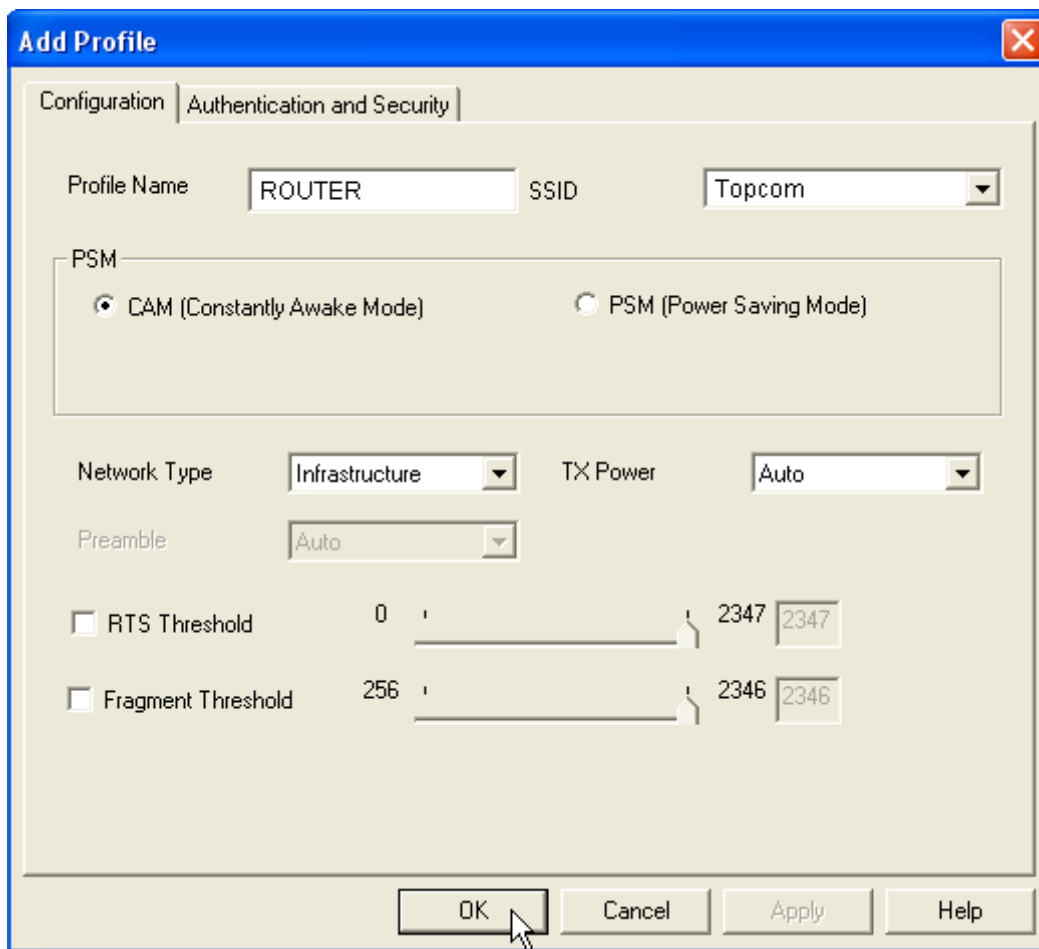 Add Profile
Configuration Authentication and Security
Profile Name ROUTER SSID Topcom
PSM
CAM (Constantly Awake Mode) PSM (Power Saving Mode)
Network Type Infrastructure TX Power Auto
Preamble Auto
RTS Threshold 0 2347 2347
Fragment Threshold 256 2346 2346
OK Cancel Apply Help